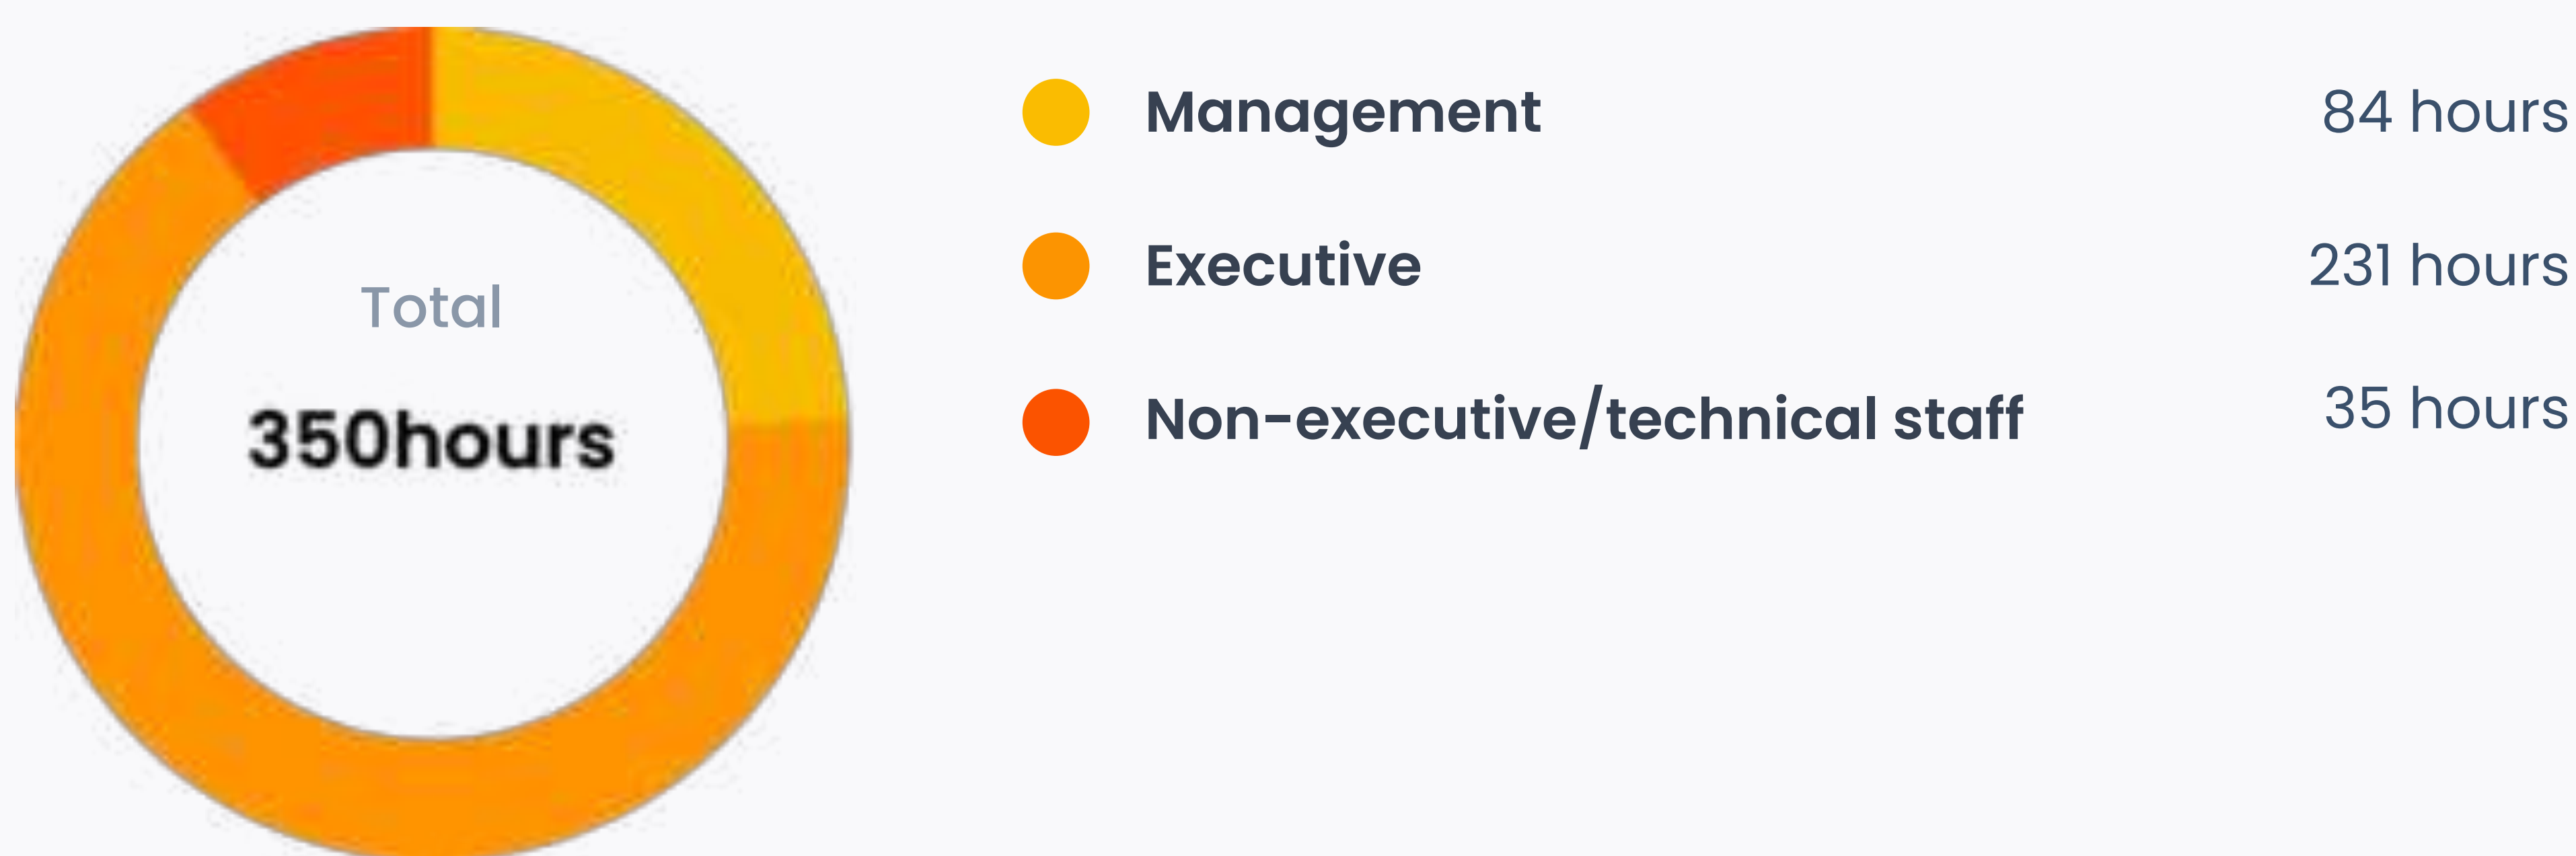 Total
350hours
Management 84 hours
Executive 231 hours
Non-executive/technical staff 35 hours